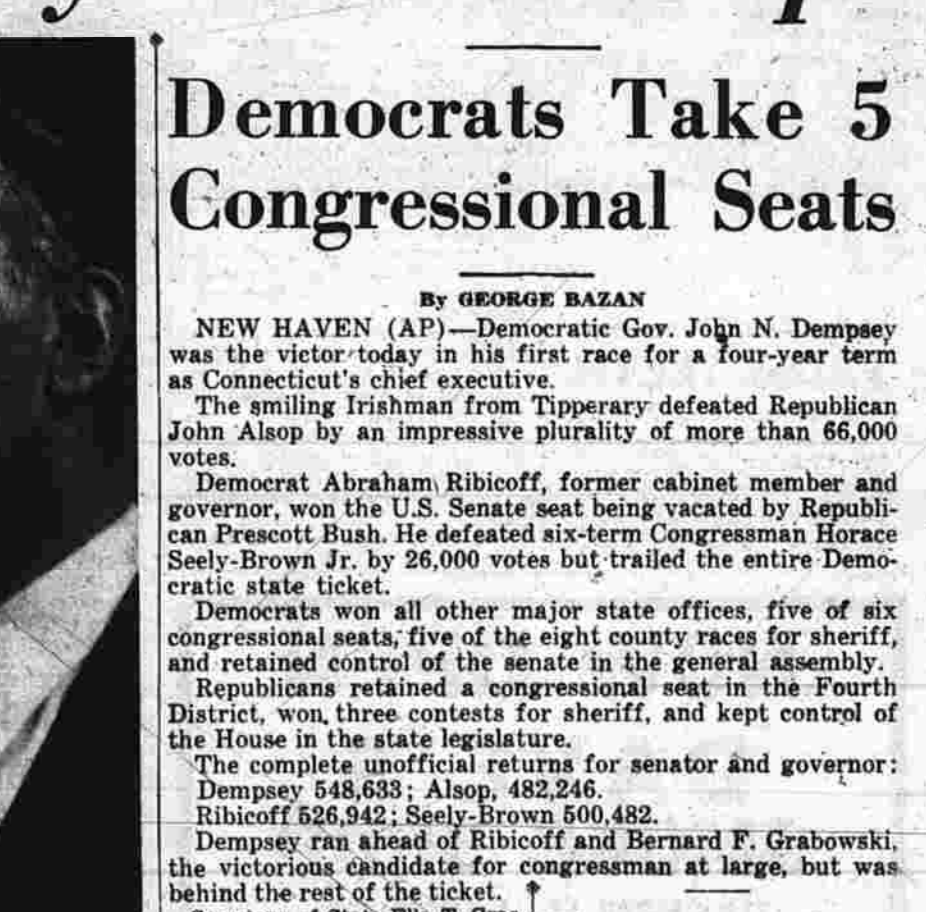 Democrats Take 5
Congressional Seats
By GEORGE BAZAN
NEW HAVEN (AP)—Democratic Gov. John N. Dempsey
was the victor today in his first race for a four-year term
as Connecticut's chief executive.
The smiling Irishman from Tipperary defeated Republican
John Alsop by an impressive plurality of more than 66,000
votes.
Democrat Abraham Ribicoff, former cabinet member and
governor, won the U.S. Senate seat being vacated by Republi-
can Prescott Bush. He defeated six-term Congressman Horace
Seely-Brown Jr. by 26,000 votes but trailed the entire Demo-
cratic state ticket.
Democrats won all other major state offices, five of six
congressional seats, five of the eight county races for sheriff,
and retained control of the senate in the general assembly.
Republicans retained a congressional seat in the Fourth
District, won three contests for sheriff, and kept control of
the House in the state legislature.
The complete unofficial returns for senator and governor:
Dempsey 548,633; Alsop, 482,246.
Ribicoff 526,942; Seely-Brown 500,482.
Dempsey ran ahead of Ribicoff and Bernard F. Grabowski,
the victorious candidate for congressman at large, but was
behind the rest of the ticket.